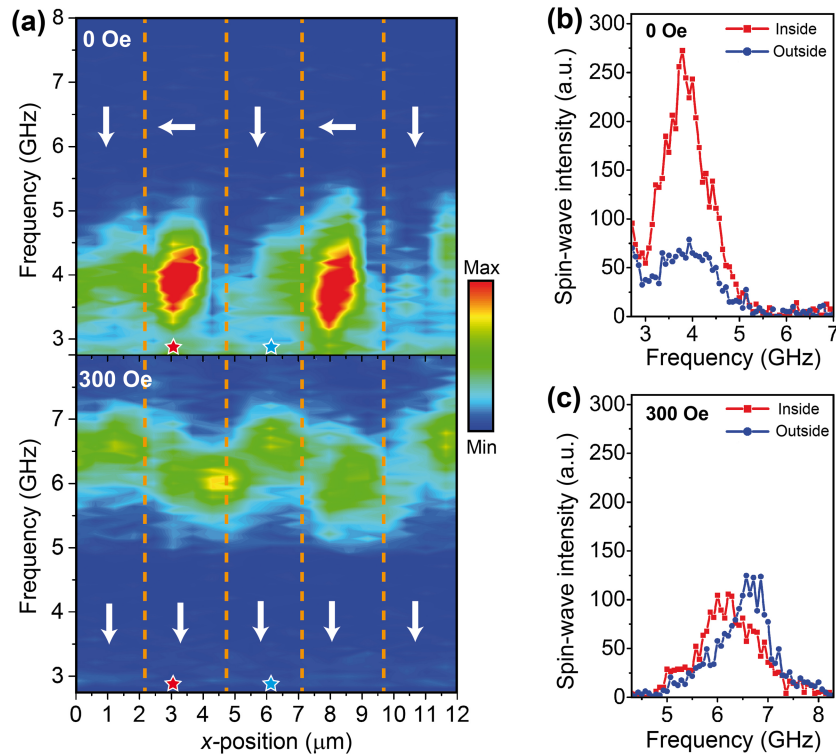 (a)
0 Oe
8
7
6
5
4
3
Frequency (GHz)
300 Oe
7
6
5
4
3
Frequency (GHz)
0 1 2 3 4 5 6 7 8 9 10 11 12
x-position (μm)
Max
Min
(b)
0 Oe
Inside
Outside
300
250
200
150
100
50
0
Spin-wave intensity (a.u.)
3 4 5 6 7
Frequency (GHz)
(c)
300 Oe
Inside
Outside
300
250
200
150
100
50
0
Spin-wave intensity (a.u.)
5 6 7 8
Frequency (GHz)